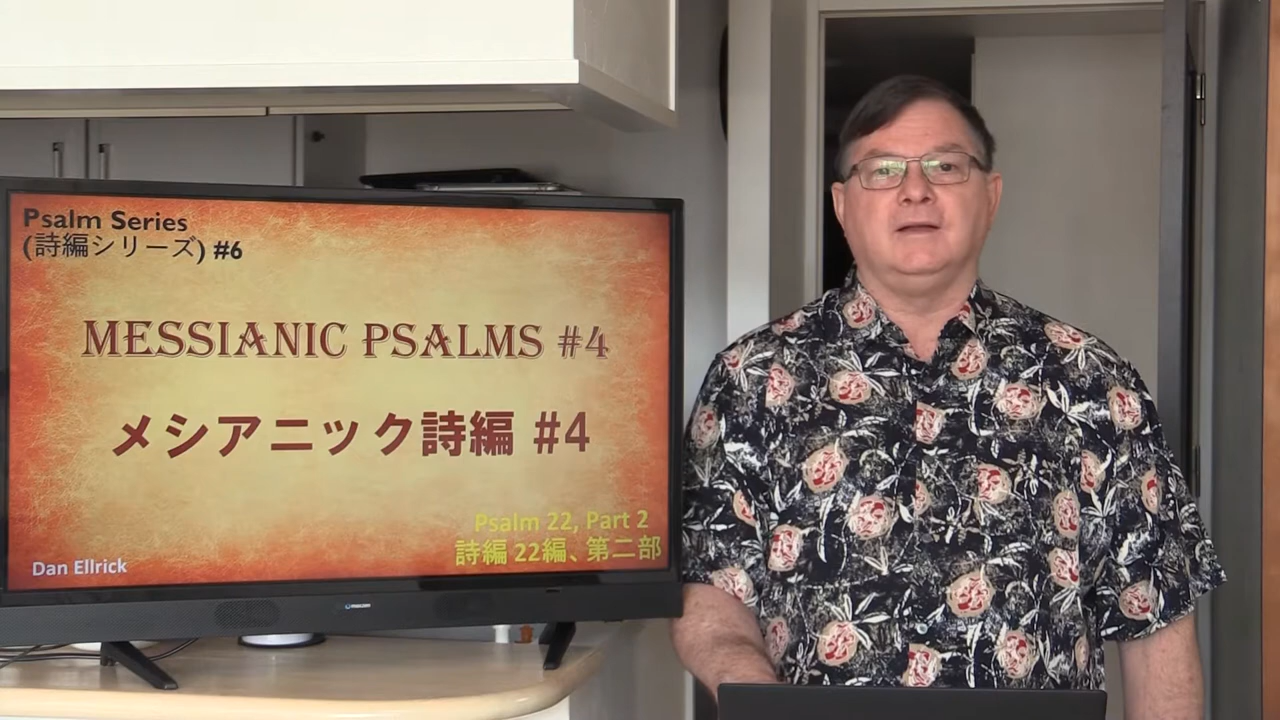 Psalm Series
(詩編シリーズ) #6
MESSIANIC PSALMS #4
メシアニック詩編 #4
Psalm 22, Part 2
詩編 22編、第二部
Dan Ellrick